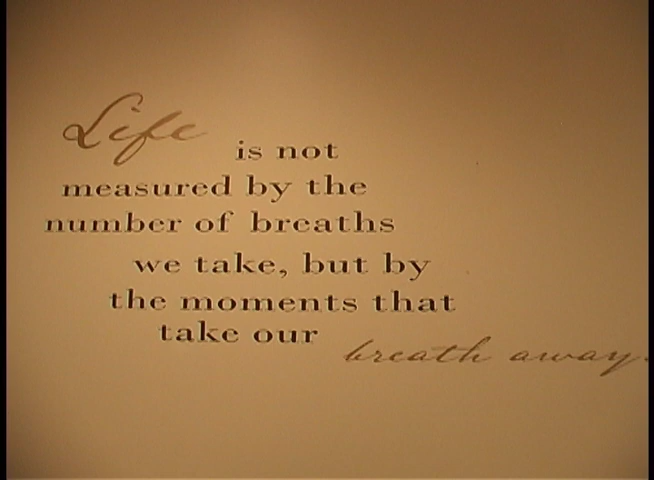 Life is not
measured by the
number of breaths
we take, but by
the moments that
take our
breath away.